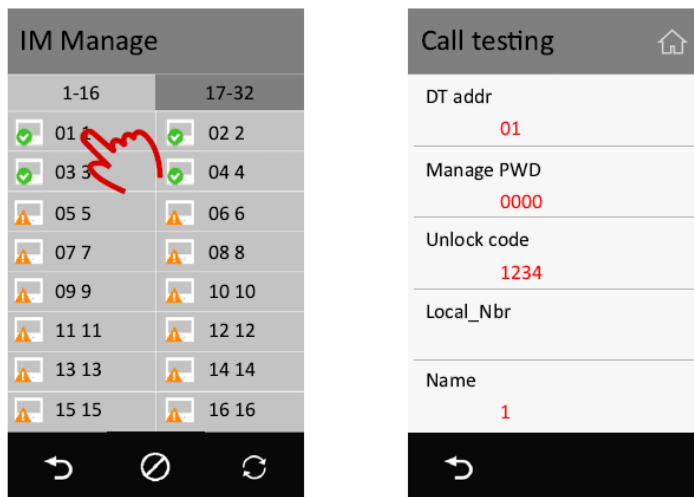 IM Manage
1-16 17-32
01 1 02 2
03 3 04 4
05 5 06 6
07 7 08 8
09 9 10 10
11 11 12 12
13 13 14 14
15 15 16 16
Call testing
DT addr
01
Manage PWD
0000
Unlock code
1234
Local_Nbr
Name
1